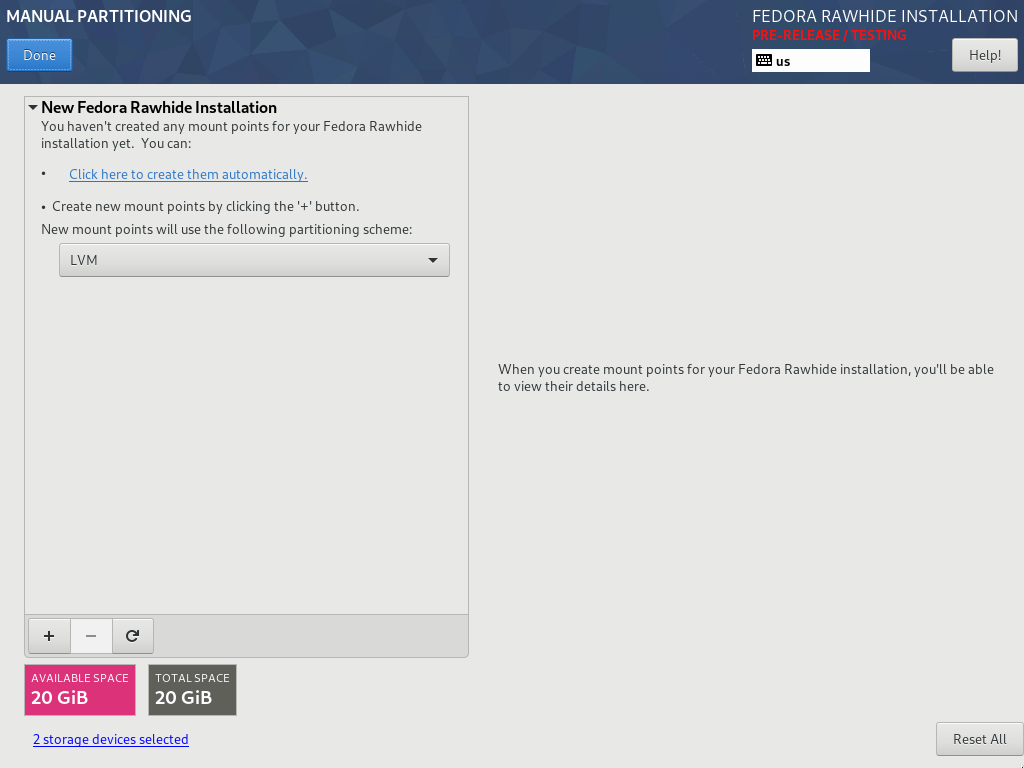 MANUAL PARTITIONING
FEDORA RAWHIDE INSTALLATION
PRE-RELEASE / TESTING
Done
us
Help!
New Fedora Rawhide Installation
You haven't created any mount points for your Fedora Rawhide
installation yet.  You can:
• Click here to create them automatically.
• Create new mount points by clicking the '+' button.
New mount points will use the following partitioning scheme:
LVM
When you create mount points for your Fedora Rawhide installation, you'll be able
to view their details here.
AVAILABLE SPACE
20 GiB
TOTAL SPACE
20 GiB
2 storage devices selected
Reset All